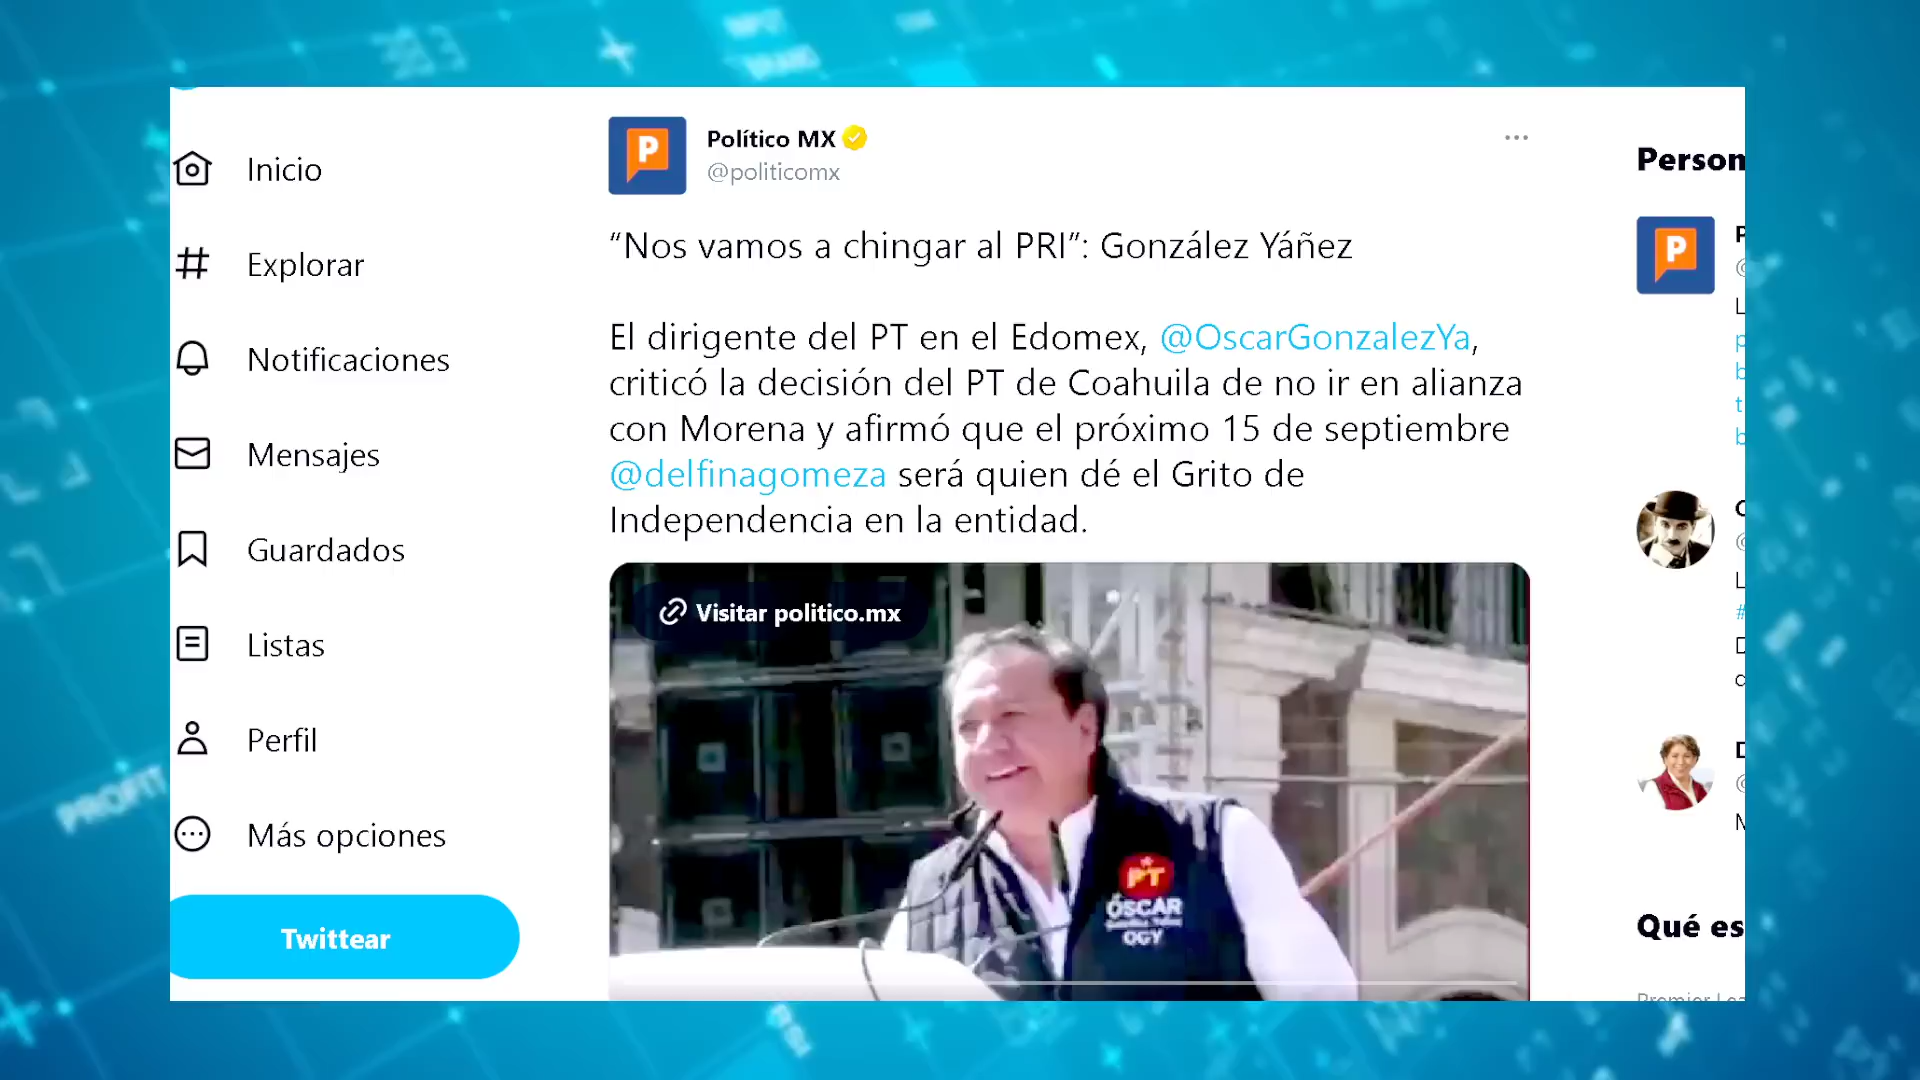 PROFIT
Inicio
Explorar
Notificaciones
Mensajes
Guardados
Listas
Perfil
Más opciones
Twittear
P
Político MX
@politicomx
“Nos vamos a chingar al PRI”: González Yáñez
El dirigente del PT en el Edomex, @OscarGonzalezYa,
criticó la decisión del PT de Coahuila de no ir en alianza
con Morena y afirmó que el próximo 15 de septiembre
@delfinagomeza será quien dé el Grito de
Independencia en la entidad.
Visitar politico.mx
PT
ÓSCAR
OGY
Person
P
Qué es